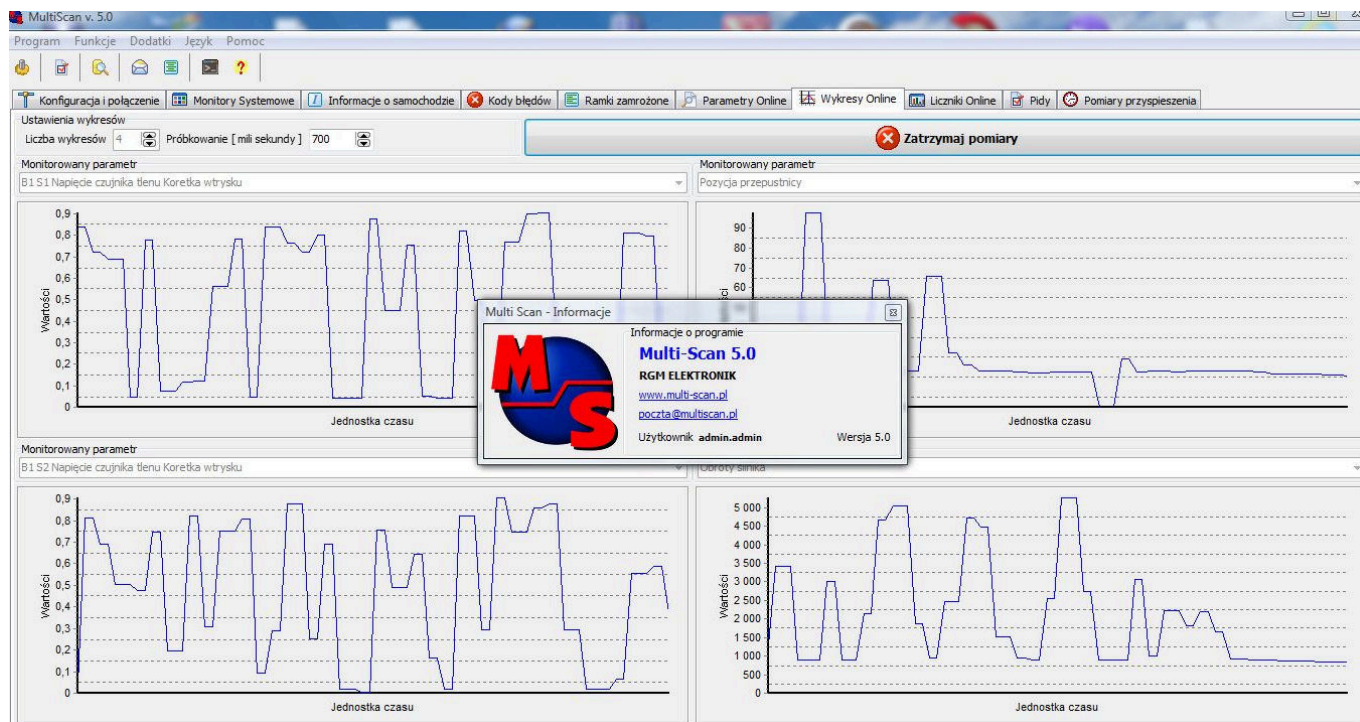 MultiScan v. 5.0
Program Funkcje Dodatki Język Pomoc
Konfiguracja i połączenie Monitory Systemowe Informacje o samochodzie Kody błędów Ramki zamrożone Parametry Online Wykresy Online Liczniki Online Pidy Pomiary przyspieszenia
Ustawienia wykresów
Liczba wykresów 4 Próbkowanie [ mili sekundy ] 700 Zatrzymaj pomiary
Monitorowany parametr
B1 S1 Napięcie czujnika tlenu Koretka wtrysku
Monitorowany parametr
Pozycja przepustnicy
0,9
0,8
0,7
0,6
0,5
0,4
0,3
0,2
0,1
0
Wartości
Jednostka czasu
90
80
70
60
Jednostka czasu
Multi Scan - Informacje
Informacje o programie
Multi-Scan 5.0
RGM ELEKTRONIK
www.multi-scan.pl
poczta@multiscan.pl
Użytkownik admin.admin Wersja 5.0
M S
Monitorowany parametr
B1 S2 Napięcie czujnika tlenu Koretka wtrysku
Obroty silnika
0,9
0,8
0,7
0,6
0,5
0,4
0,3
0,2
0,1
0
Wartości
Jednostka czasu
5 000
4 500
4 000
3 500
3 000
2 500
2 000
1 500
1 000
500
0
Wartości
Jednostka czasu